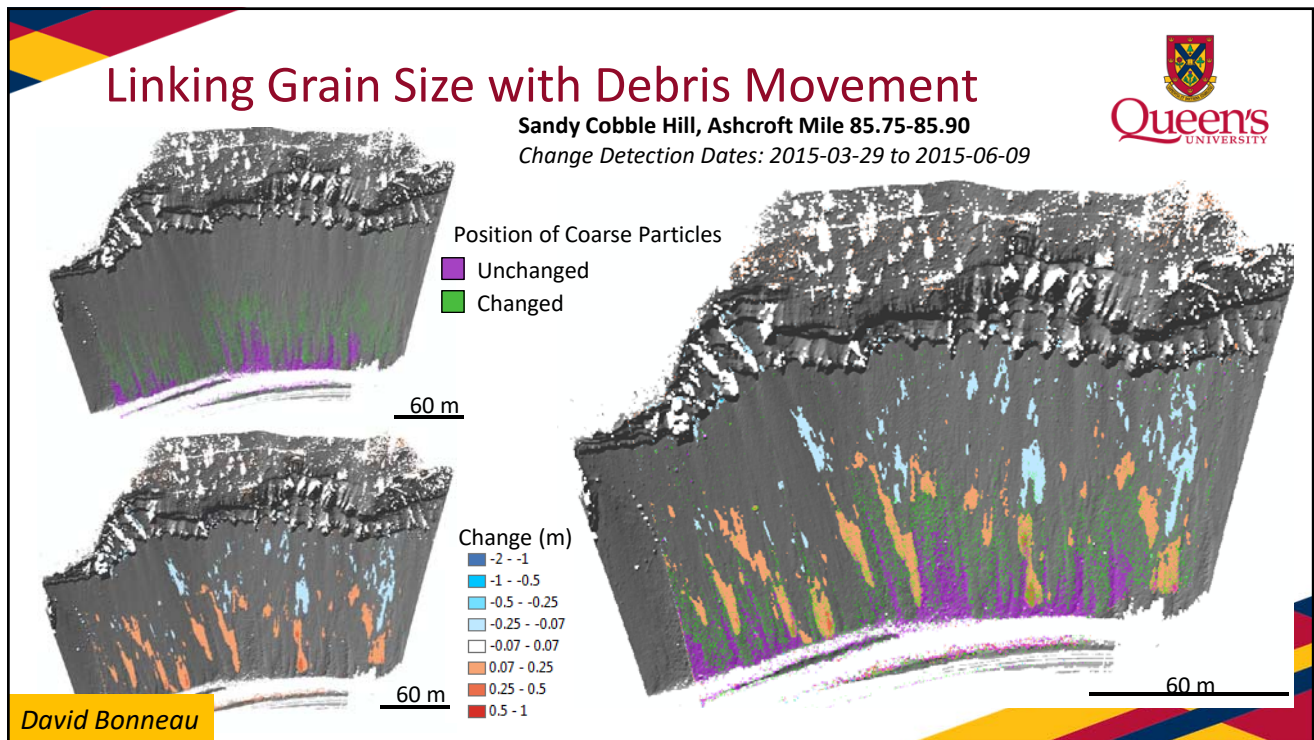 Linking Grain Size with Debris Movement
Queen's
UNIVERSITY
Sandy Cobble Hill, Ashcroft Mile 85.75-85.90
Change Detection Dates: 2015-03-29 to 2015-06-09
Position of Coarse Particles
Unchanged
Changed
60 m
Change (m)
-2 - -1
-1 - -0.5
-0.5 - -0.25
-0.25 - -0.07
-0.07 - 0.07
0.07 - 0.25
0.25 - 0.5
0.5 - 1
60 m
60 m
David Bonneau